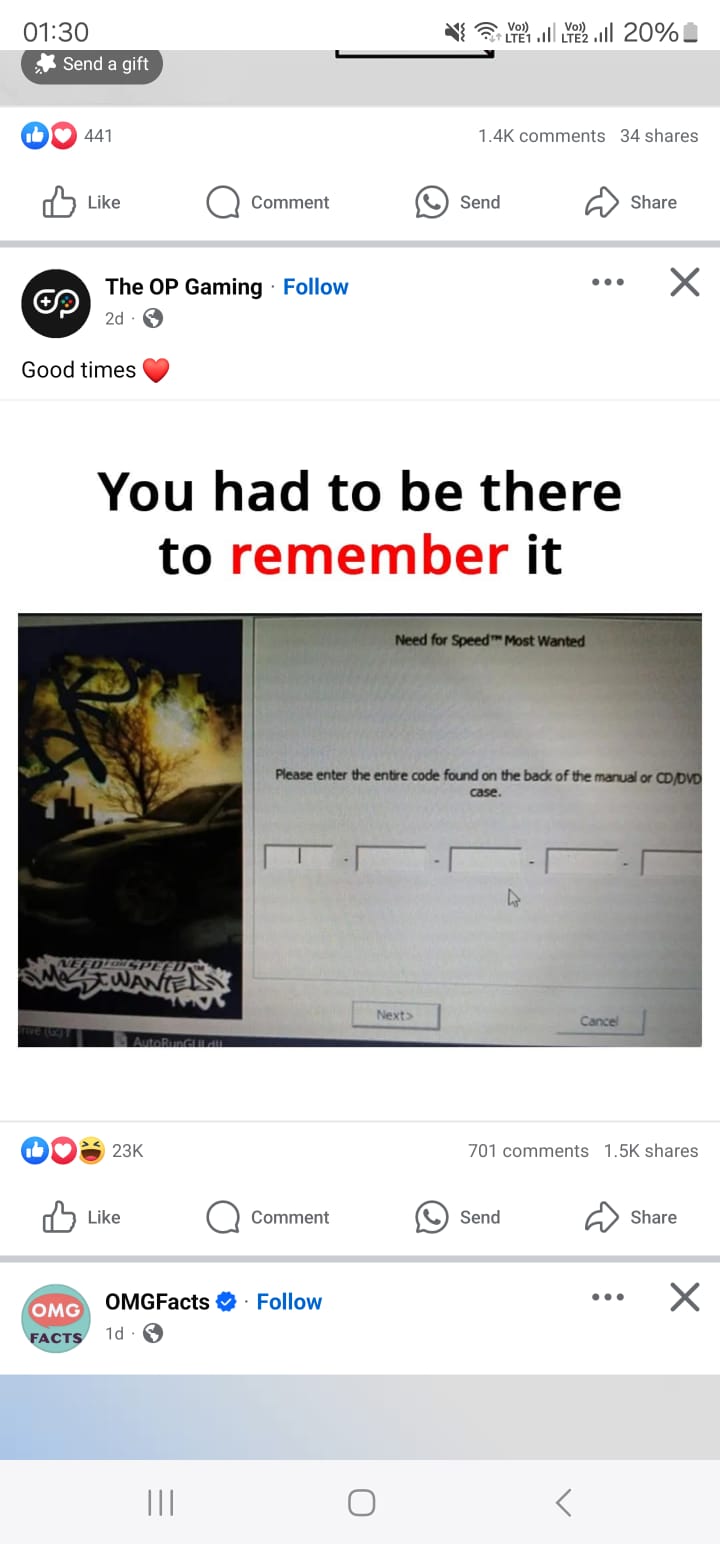 01:30
Vo)) LTE1 Vo)) LTE2 20%
Send a gift
441 1.4K comments 34 shares
Like Comment Send Share
The OP Gaming · Follow
2d ·
Good times
You had to be there
to remember it
Need for Speed™ Most Wanted
Please enter the entire code found on the back of the manual or CD/DVD
case.
- - - -
NEED FOR SPEED™
MOST WANTED
Next> Cancel
AutoRunGUI.dll
23K 701 comments 1.5K shares
Like Comment Send Share
OMG
FACTS
OMGFacts · Follow
1d ·